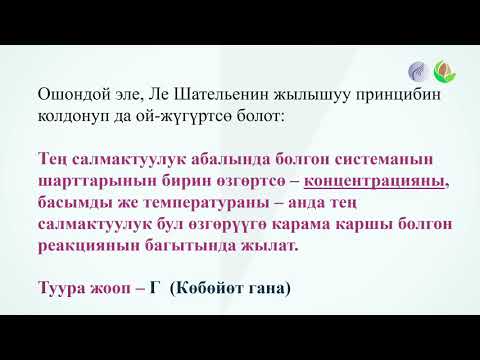 Ошондой эле, Ле Шательенин жылышуу принцибин
колдонуп да ой-жүгүртсө болот:
Тең салмактуулук абалында болгон системанын
шарттарынын бирин өзгөртсө – концентрацияны,
басымды же температураны – анда тең
салмактуулук бул өзгөрүүгө карама каршы болгон
реакциянын багытында жылат.
Туура жооп – Г (Көбөйөт гана)